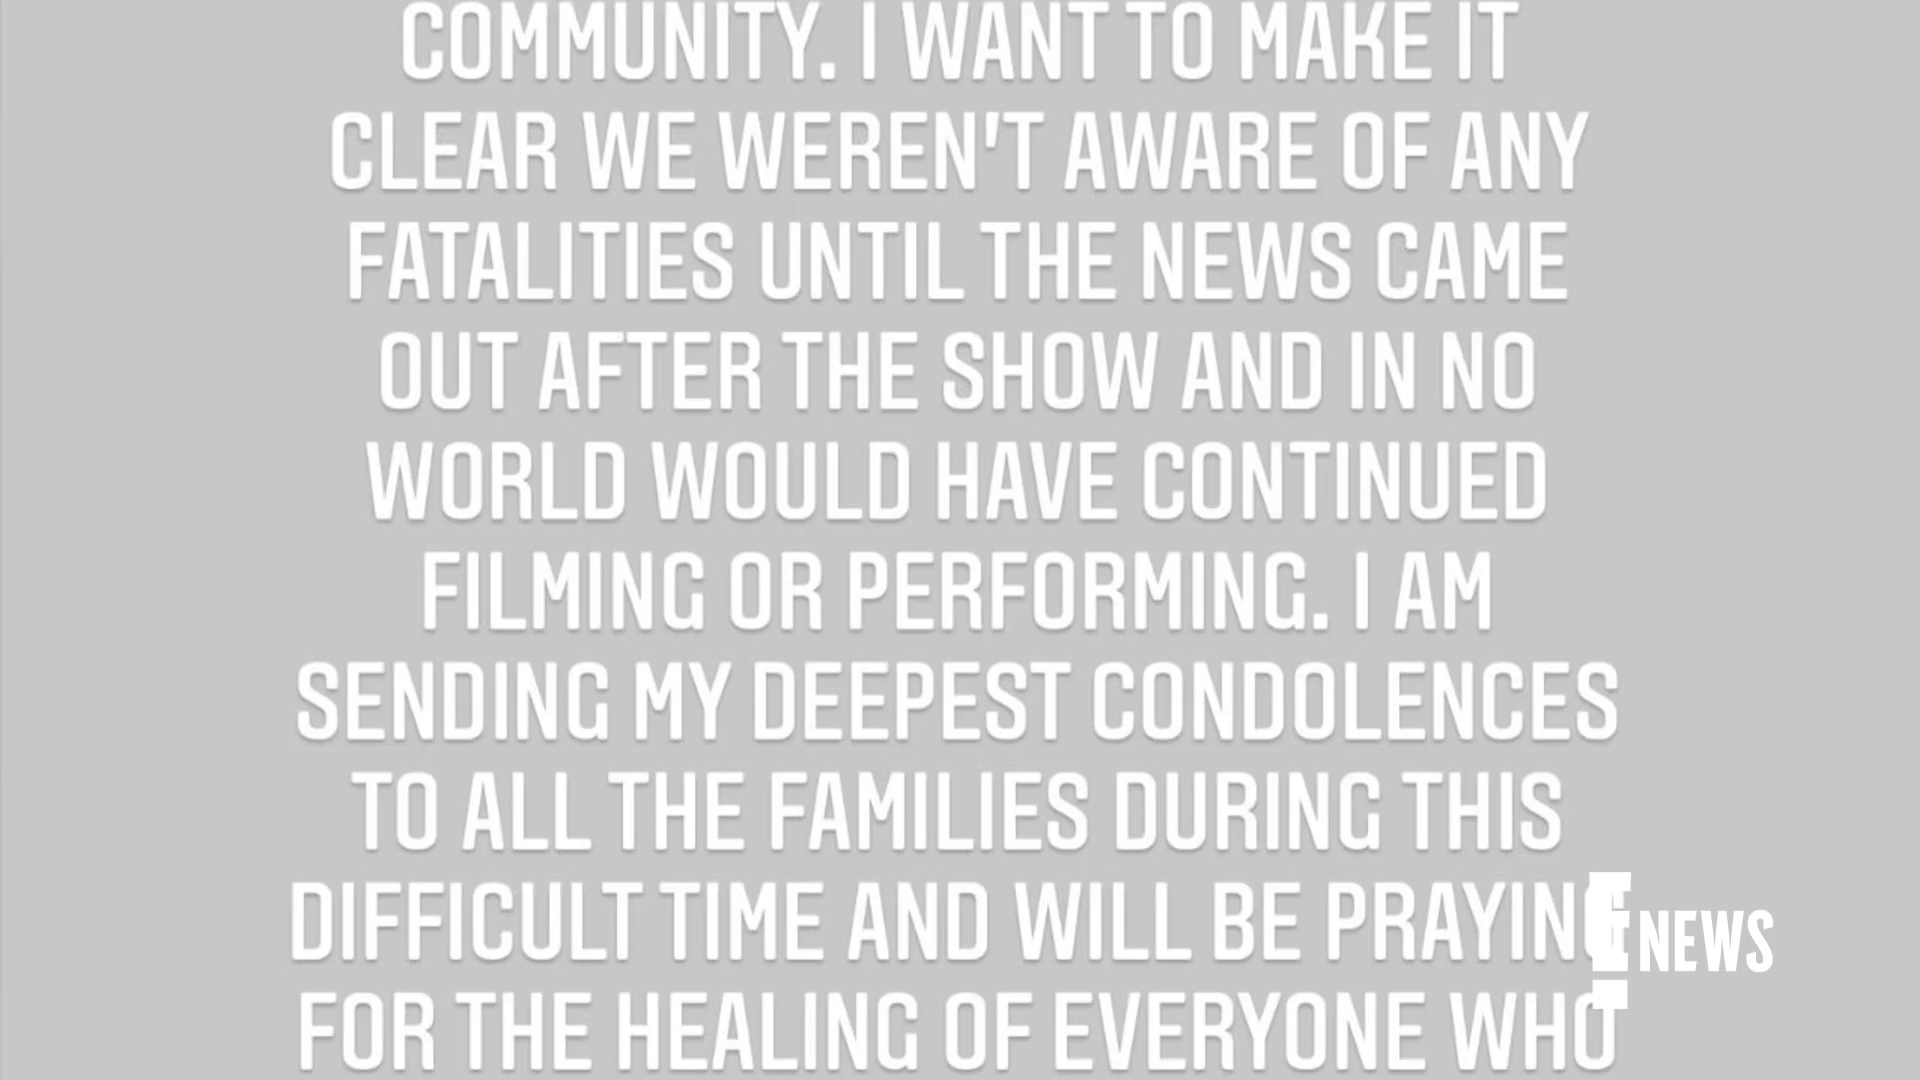 COMMUNITY. I WANT TO MAKE IT
CLEAR WE WEREN'T AWARE OF ANY
FATALITIES UNTIL THE NEWS CAME
OUT AFTER THE SHOW AND IN NO
WORLD WOULD HAVE CONTINUED
FILMING OR PERFORMING. I AM
SENDING MY DEEPEST CONDOLENCES
TO ALL THE FAMILIES DURING THIS
DIFFICULT TIME AND WILL BE PRAYING
FOR THE HEALING OF EVERYONE WHO
E! NEWS